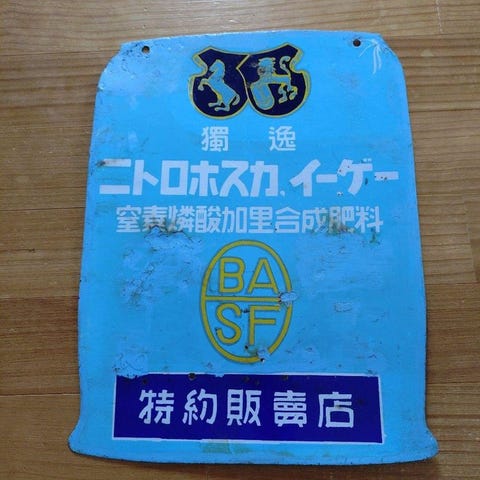 獨逸
ニトロホスカ、イーゲー
窒素燐酸加里合成肥料
BA
SF
特約販賣店